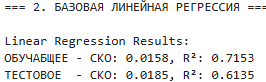 === 2. БАЗОВАЯ ЛИНЕЙНАЯ РЕГРЕССИЯ ===
Linear Regression Results:
ОБУЧАБЩЕЕ - СКО: 0.0158, R²: 0.7153
ТЕСТОВОЕ - СКО: 0.0185, R²: 0.6135